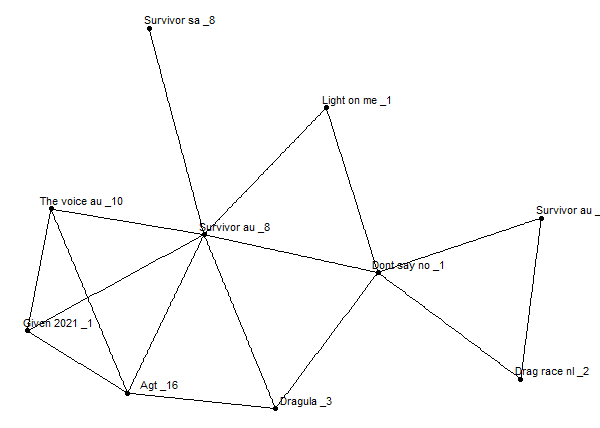 Survivor sa _8
Light on me _1
The voice au _10
Survivor au _
Survivor au _8
Dont say no _1
Given 2021 _1
Drag race nl _2
Agt _16
Dragula _3